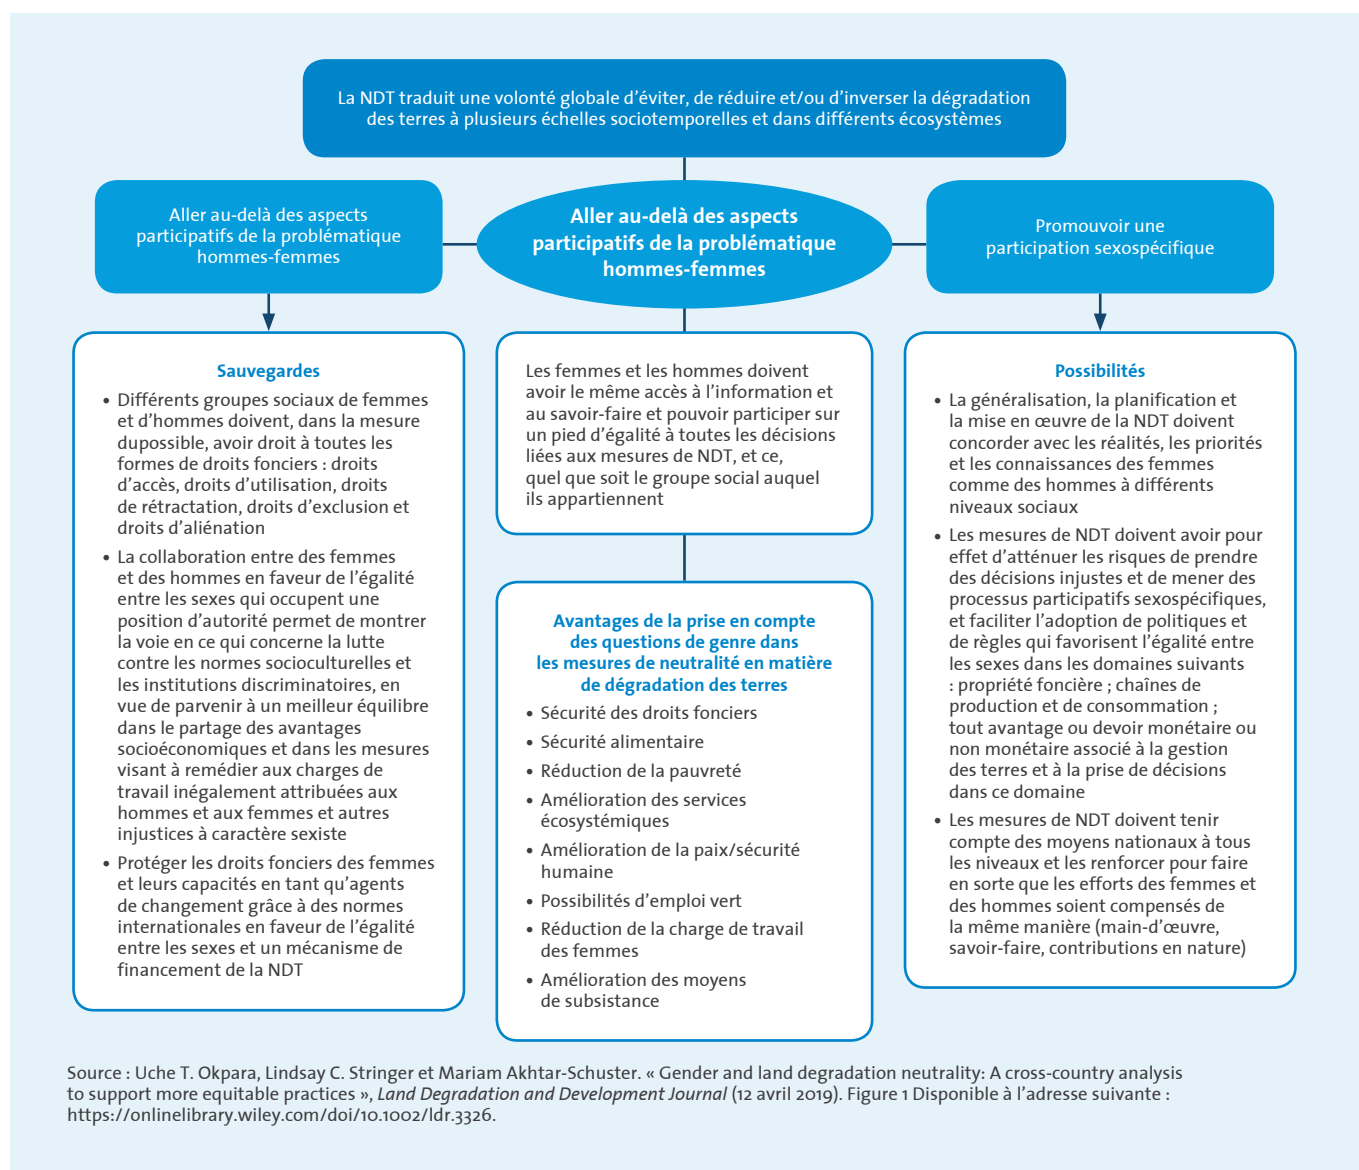 La NDT traduit une volonté globale d'éviter, de réduire et/ou d'inverser la dégradation
des terres à plusieurs échelles sociotemporelles et dans différents écosystèmes
Aller au-delà des aspects
participatifs de la problématique
hommes-femmes
Aller au-delà des aspects
participatifs de la problématique
hommes-femmes
Promouvoir une
participation sexospécifique
Sauvegardes
• Différents groupes sociaux de femmes
et d'hommes doivent, dans la mesure
dupossible, avoir droit à toutes les
formes de droits fonciers : droits
d'accès, droits d'utilisation, droits
de rétractation, droits d'exclusion et
droits d'aliénation
• La collaboration entre des femmes
et des hommes en faveur de l'égalité
entre les sexes qui occupent une
position d'autorité permet de montrer
la voie en ce qui concerne la lutte
contre les normes socioculturelles et
les institutions discriminatoires, en
vue de parvenir à un meilleur équilibre
dans le partage des avantages
socioéconomiques et dans les mesures
visant à remédier aux charges de
travail inégalement attribuées aux
hommes et aux femmes et autres
injustices à caractère sexiste
• Protéger les droits fonciers des femmes
et leurs capacités en tant qu'agents
de changement grâce à des normes
internationales en faveur de l'égalité
entre les sexes et un mécanisme de
financement de la NDT
Les femmes et les hommes doivent
avoir le même accès à l'information et
au savoir-faire et pouvoir participer sur
un pied d'égalité à toutes les décisions
liées aux mesures de NDT, et ce,
quel que soit le groupe social auquel
ils appartiennent
Avantages de la prise en compte
des questions de genre dans
les mesures de neutralité en matière
de dégradation des terres
• Sécurité des droits fonciers
• Sécurité alimentaire
• Réduction de la pauvreté
• Amélioration des services
écosystémiques
• Amélioration de la paix/sécurité
humaine
• Possibilités d'emploi vert
• Réduction de la charge de travail
des femmes
• Amélioration des moyens
de subsistance
Possibilités
• La généralisation, la planification et
la mise en œuvre de la NDT doivent
concorder avec les réalités, les priorités
et les connaissances des femmes
comme des hommes à différents
niveaux sociaux
• Les mesures de NDT doivent avoir pour
effet d'atténuer les risques de prendre
des décisions injustes et de mener des
processus participatifs sexospécifiques,
et faciliter l'adoption de politiques et
de règles qui favorisent l'égalité entre
les sexes dans les domaines suivants
: propriété foncière ; chaînes de
production et de consommation ;
tout avantage ou devoir monétaire ou
non monétaire associé à la gestion
des terres et à la prise de décisions
dans ce domaine
• Les mesures de NDT doivent tenir
compte des moyens nationaux à tous
les niveaux et les renforcer pour faire
en sorte que les efforts des femmes et
des hommes soient compensés de
la même manière (main-d'œuvre,
savoir-faire, contributions en nature)
Source : Uche T. Okpara, Lindsay C. Stringer et Mariam Akhtar-Schuster. « Gender and land degradation neutrality: A cross-country analysis
to support more equitable practices », Land Degradation and Development Journal (12 avril 2019). Figure 1 Disponible à l'adresse suivante :
https://onlinelibrary.wiley.com/doi/10.1002/ldr.3326.